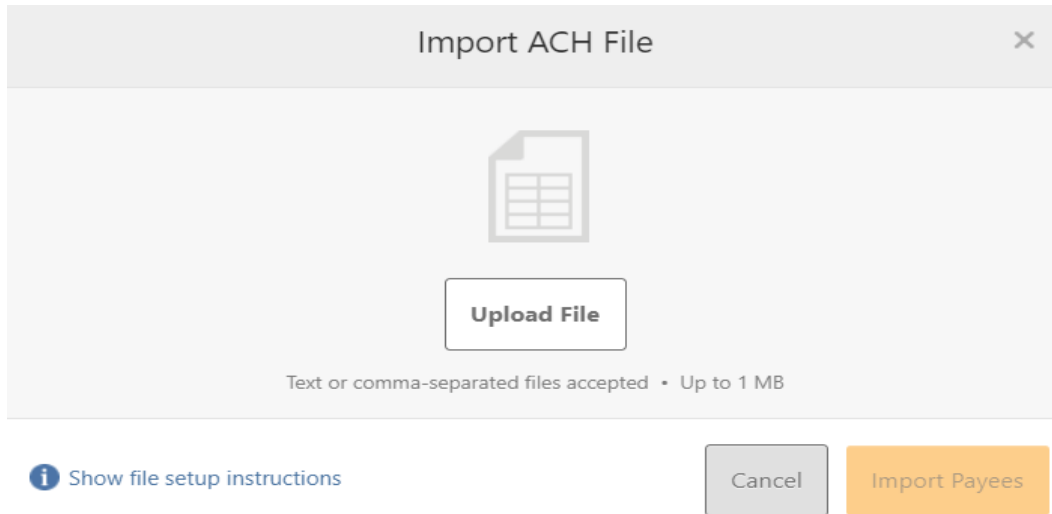 Import ACH File
Upload File
Text or comma-separated files accepted • Up to 1 MB
Show file setup instructions
Cancel
Import Payees